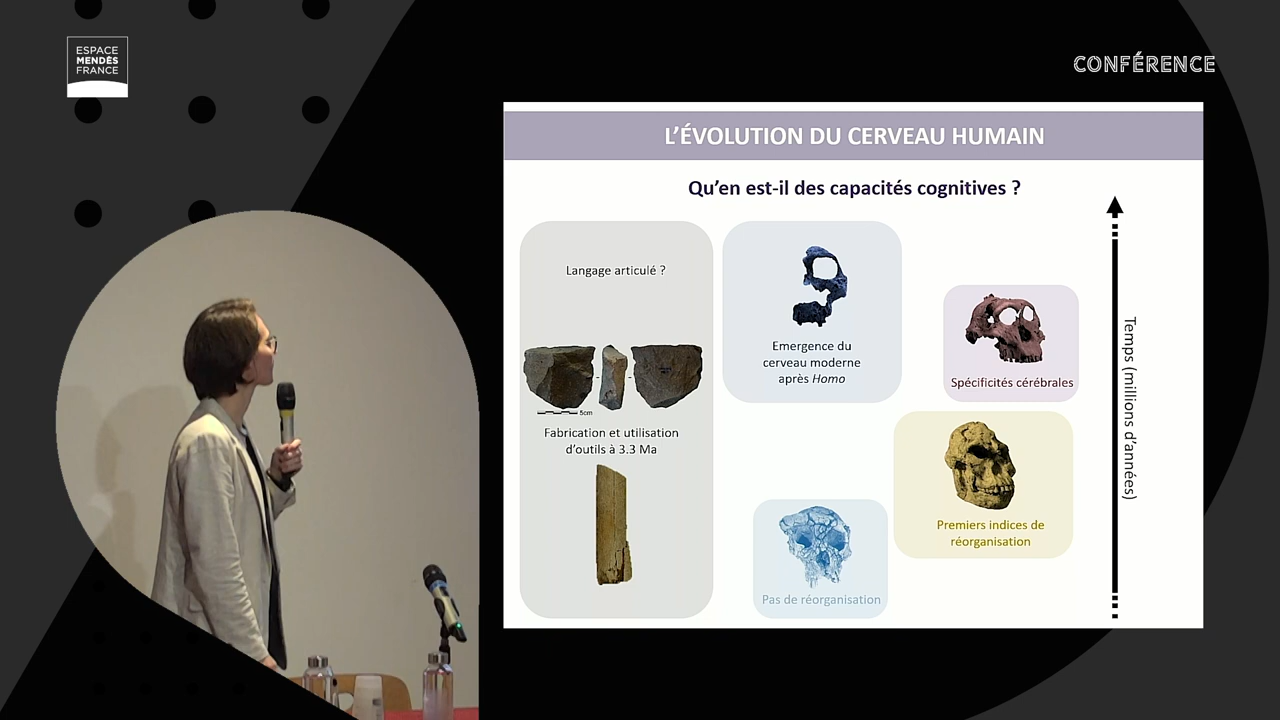 ESPACE
MENDÈS
FRANCE
CONFÉRENCE
L'ÉVOLUTION DU CERVEAU HUMAIN
Qu'en est-il des capacités cognitives ?
Langage articulé ?
5cm
Fabrication et utilisation
d'outils à 3.3 Ma
Emergence du
cerveau moderne
après Homo
Spécificités cérébrales
Premiers indices de
réorganisation
Pas de réorganisation
Temps (millions d'années)